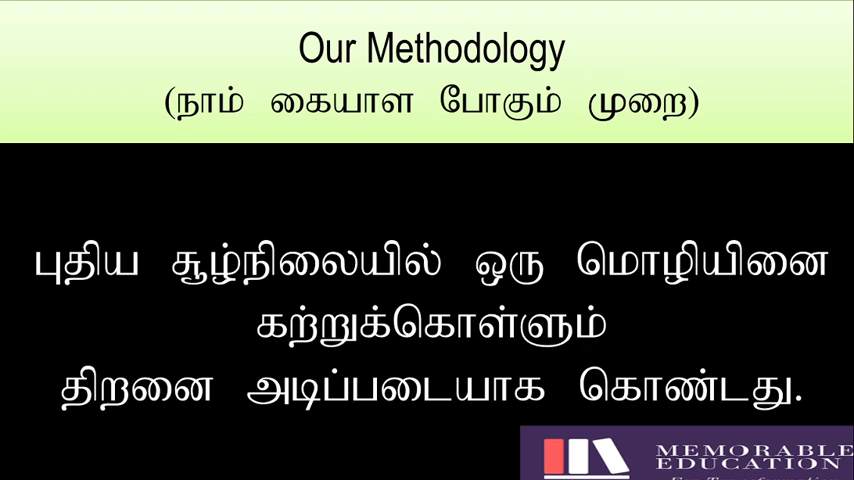 Our Methodology
(நாம் கையாள போகும் முறை)
புதிய சூழ்நிலையில் ஒரு மொழியினை
கற்றுக்கொள்ளும்
திறனை அடிப்படையாக கொண்டது.
MEMORABLE
EDUCATION